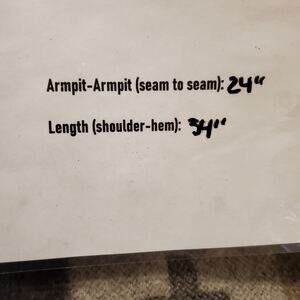 Armpit-Armpit (seam to seam): 24"
Length (shoulder-hem): 34"